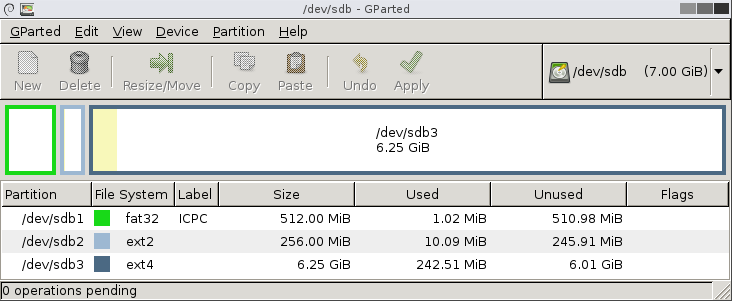 /dev/sdb - GParted
GParted Edit View Device Partition Help
New Delete Resize/Move Copy Paste Undo Apply /dev/sdb (7.00 GiB)
/dev/sdb3
6.25 GiB
Partition File System Label Size Used Unused Flags
/dev/sdb1 fat32 ICPC 512.00 MiB 1.02 MiB 510.98 MiB
/dev/sdb2 ext2 256.00 MiB 10.09 MiB 245.91 MiB
/dev/sdb3 ext4 6.25 GiB 242.51 MiB 6.01 GiB
0 operations pending